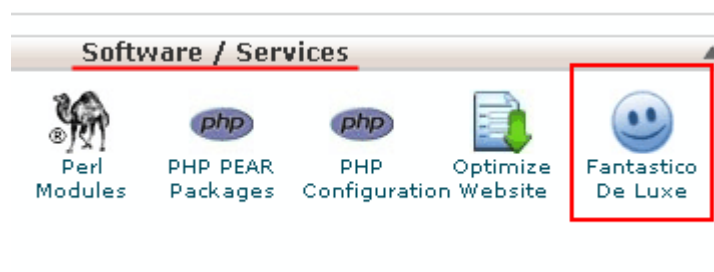 Software / Services
®
php
php
Perl Modules
PHP PEAR Packages
PHP Configuration
Optimize Website
Fantastico De Luxe